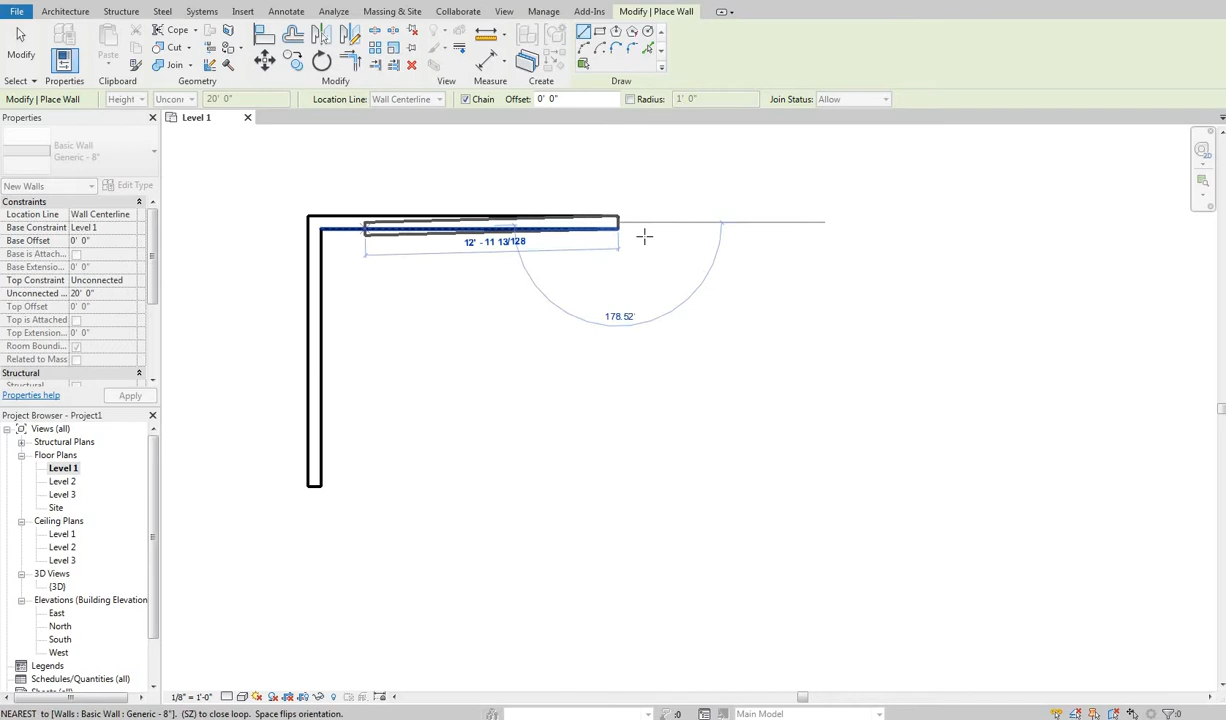 File Architecture Structure Steel Systems Insert Annotate Analyze Massing & Site Collaborate View Manage Add-Ins Modify | Place Wall
Modify Paste Cope Cut Join
Select Properties Clipboard Geometry Modify View Measure Create Draw
Modify | Place Wall Height Unconr 20' 0" Location Line: Wall Centerline Chain Offset: 0' 0" Radius: 1' 0" Join Status: Allow
Properties
Level 1
Basic Wall
Generic - 8"
New Walls Edit Type
Constraints
Location Line Wall Centerline
Base Constraint Level 1
Base Offset 0' 0"
Base is Attach...
Base Extensio... 0' 0"
Top Constraint Unconnected
Unconnected ... 20' 0"
Top Offset 0' 0"
Top is Attached
Top Extension... 0' 0"
Room Boundi...
Related to Mass
Structural
Structural
Properties help Apply
Project Browser - Project1
Views (all)
Structural Plans
Floor Plans
Level 1
Level 2
Level 3
Site
Ceiling Plans
Level 1
Level 2
Level 3
3D Views
{3D}
Elevations (Building Elevation
East
North
South
West
Legends
Schedules/Quantities (all)
Sheets (all)
12' - 11 13/128
178.52°
2D
1/8" = 1'-0"
NEAREST to [Walls : Basic Wall : Generic - 8"]. (SZ) to close loop. Space flips orientation. :0 Main Model :0